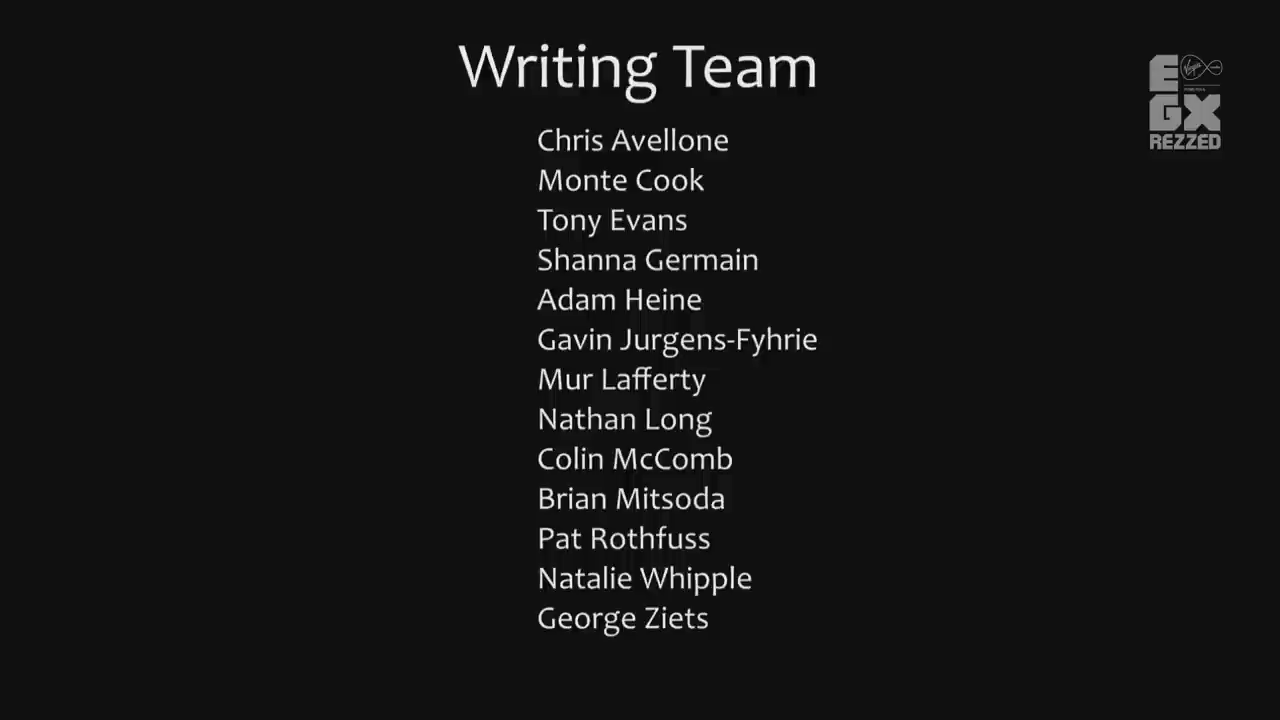 Writing Team
Chris Avellone
Monte Cook
Tony Evans
Shanna Germain
Adam Heine
Gavin Jurgens-Fyhrie
Mur Lafferty
Nathan Long
Colin McComb
Brian Mitsoda
Pat Rothfuss
Natalie Whipple
George Ziets
Virgin
EGX
REZZED